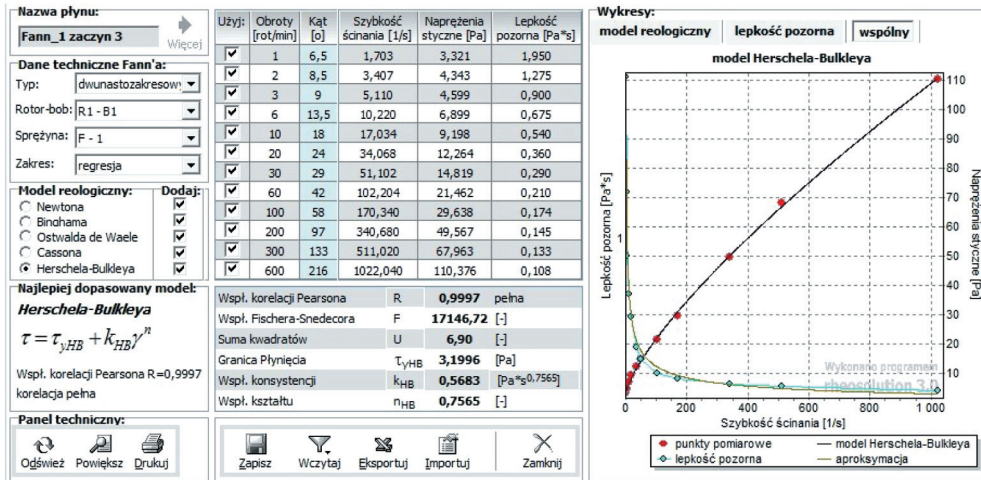 Nazwa płynu:
Fann_1 zaczyn 3
Więcej
Dane techniczne Fann'a:
Typ: dwunastozakresowy
Rotor-bob: R1 - B1
Sprężyna: F - 1
Zakres: regresja
Model reologiczny: Dodaj:
Newtona
Binghama
Ostwalda de Waele
Cassona
Herschela-Bulkleya
Najlepiej dopasowany model:
Herschela-Bulkleya
τ = τyHB + kHB γ^n
Wspł. korelacji Pearsona R=0,9997
korelacja pełna
Panel techniczny:
Odśwież Powiększ Drukuj
Użyj: Obroty [rot/min] Kąt [o] Szybkość ścinania [1/s] Naprężenia styczne [Pa] Lepkość pozorna [Pa*s]
1 6,5 1,703 3,321 1,950
2 8,5 3,407 4,343 1,275
3 9 5,110 4,599 0,900
6 13,5 10,220 6,899 0,675
10 18 17,034 9,198 0,540
20 24 34,068 12,264 0,360
30 29 51,102 14,819 0,290
60 42 102,204 21,462 0,210
100 58 170,340 29,638 0,174
200 97 340,680 49,567 0,145
300 133 511,020 67,963 0,133
600 216 1022,040 110,376 0,108
Wspł. korelacji Pearsona R 0,9997 pełna
Wspł. Fischera-Snedecora F 17146,72 [-]
Suma kwadratów U 6,90 [-]
Granica Płynięcia τyHB 3,1996 [Pa]
Wspł. konsystencji kHB 0,5683 [Pa*s^0,7565]
Wspł. kształtu nHB 0,7565 [-]
Zapisz Wczytaj Eksportuj Importuj Zamknij
Wykresy:
model reologiczny lepkość pozorna wspólny
model Herschela-Bulkleya
Lepkość pozorna [Pa*s]
1
110
100
90
80
70
60
50
40
30
20
10
Naprężenia styczne [Pa]
Wykonano programem
rheosolution 3.0
0 200 400 600 800 1 000
Szybkość ścinania [1/s]
punkty pomiarowe model Herschela-Bulkleya
lepkość pozorna aproksymacja